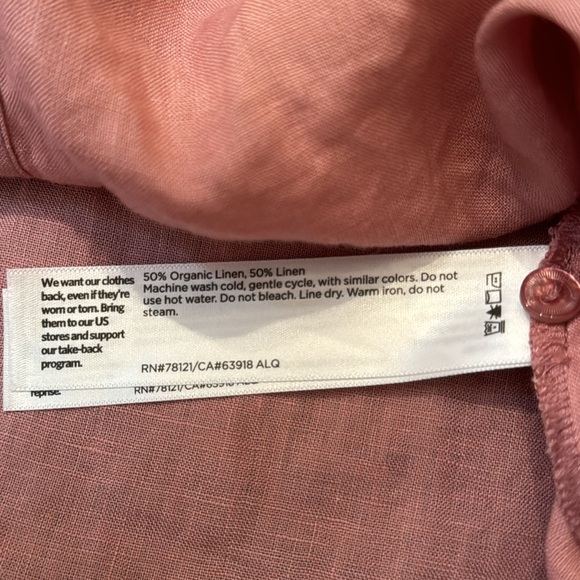 We want our clothes
back, even if they're
worn or torn. Bring
them to our US
stores and support
our take-back
program.
50% Organic Linen, 50% Linen
Machine wash cold, gentle cycle, with similar colors. Do not
use hot water. Do not bleach. Line dry. Warm iron, do not
steam.
RN#78121/CA#63918 ALQ
reprise.